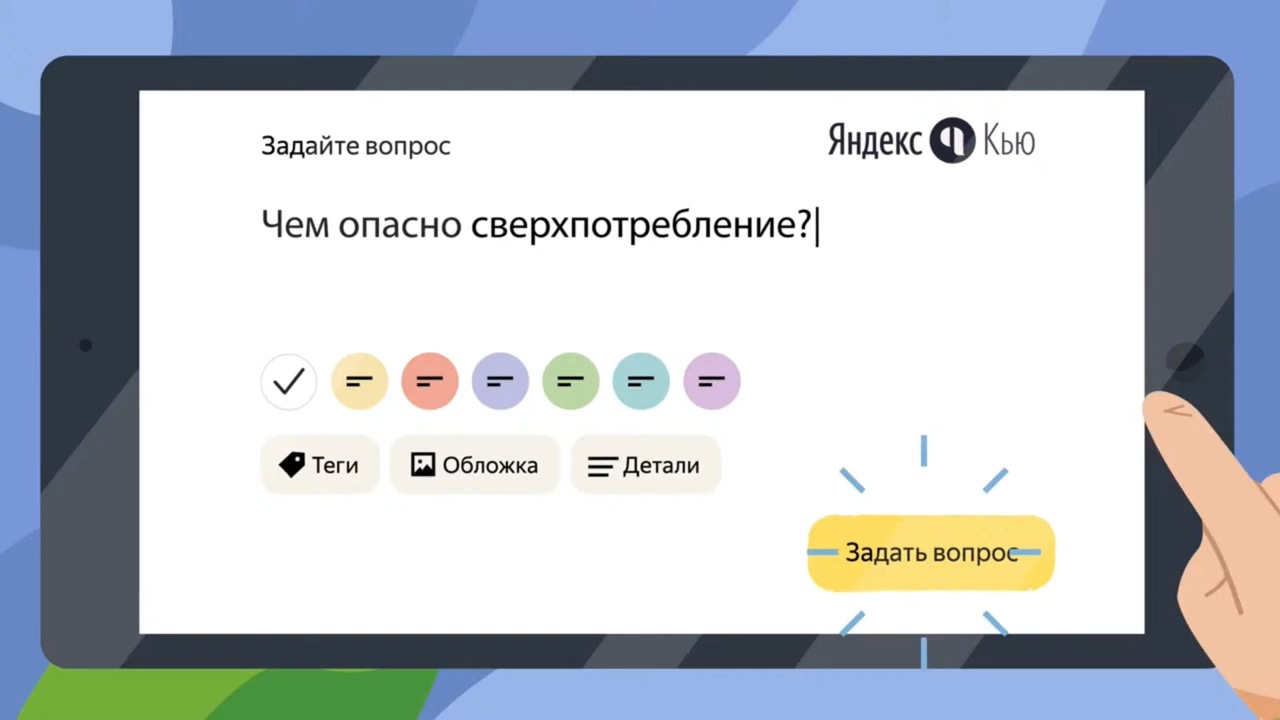 Задайте вопрос
Яндекс Кью
Чем опасно сверхпотребление?
Теги
Обложка
Детали
Задать вопрос